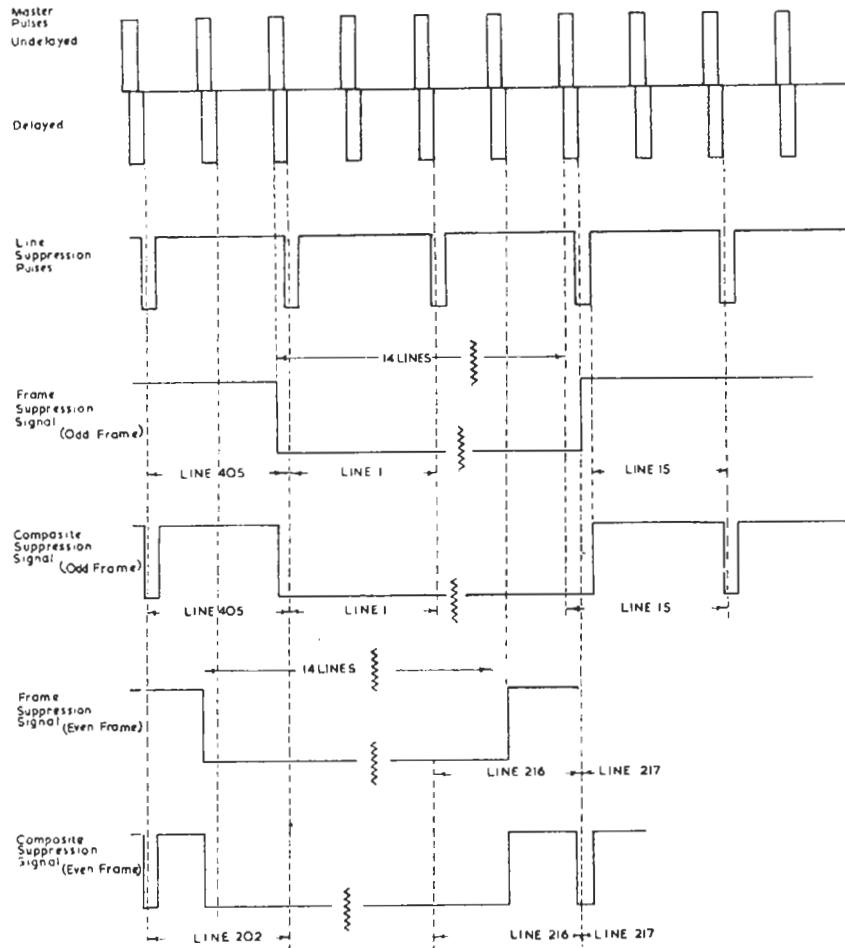 Master
Pulses
Undelayed
Delayed
Line
Suppression
Pulses
14 LINES
Frame
Suppression
Signal
(Odd Frame)
LINE 405
LINE 1
LINE 15
Composite
Suppression
Signal
(Odd Frame)
LINE 405
LINE 1
LINE 15
14 LINES
Frame
Suppression
Signal
(Even Frame)
LINE 216
LINE 217
Composite
Suppression
Signal
(Even Frame)
LINE 202
LINE 216
LINE 217